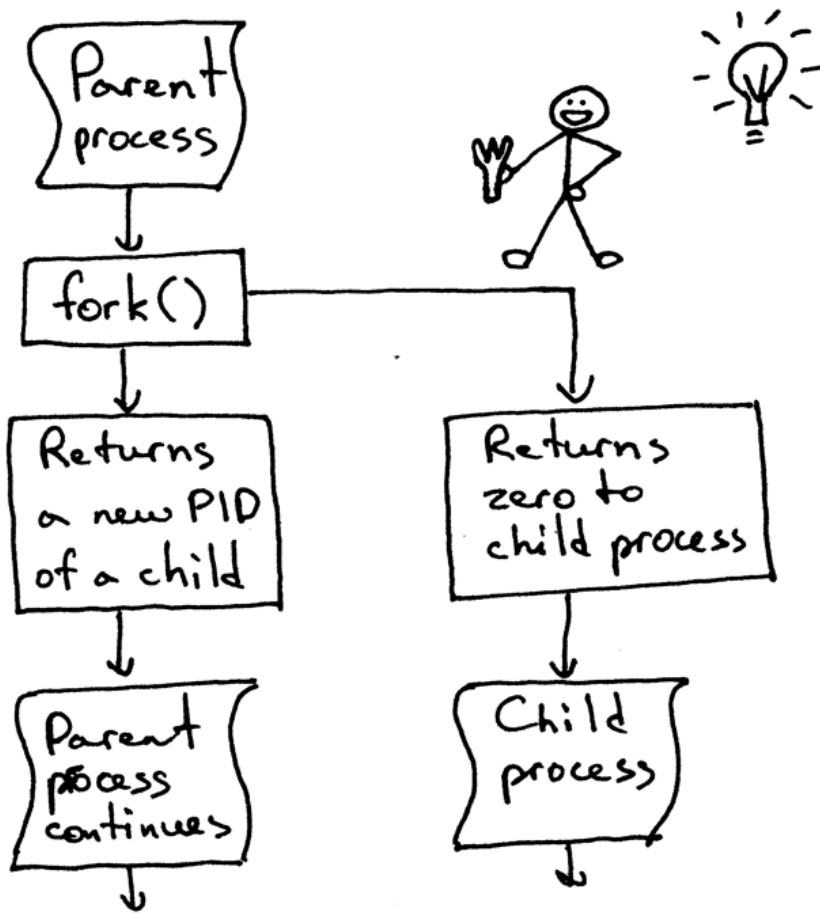 Parent
process
fork()
Returns
a new PID
of a child
Returns
zero to
child process
Parent
process
continues
Child
process